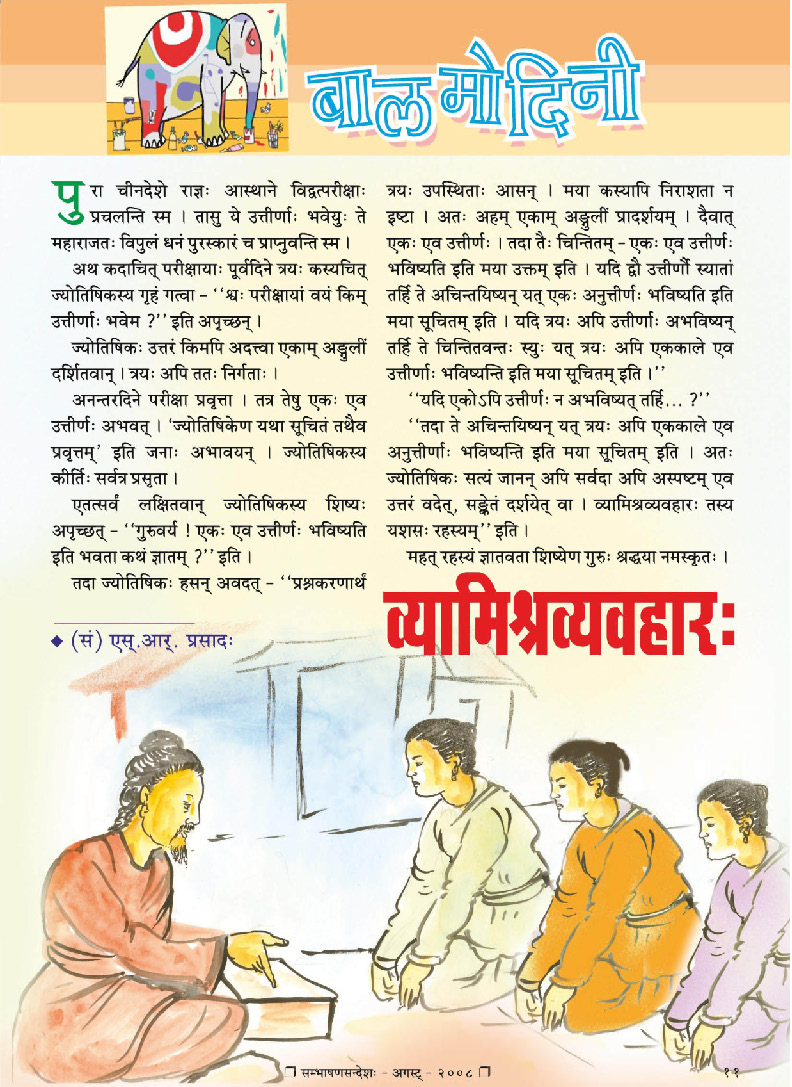 बालमोदिनी
पुरा चीनदेशे राज्ञः आस्थाने विद्वत्परीक्षाः
प्रचलन्ति स्म । तासु ये उत्तीर्णाः भवेयुः ते
महाराजतः विपुलं धनं पुरस्कारं च प्राप्नुवन्ति स्म ।
अथ कदाचित् परीक्षायाः पूर्वदिने त्रयः कस्यचित्
ज्योतिषिकस्य गृहं गत्वा – ‘‘श्वः परीक्षायां वयं किम्
उत्तीर्णाः भवेम ?’’ इति अपृच्छन् ।
ज्योतिषिकः उत्तरं किमपि अदत्त्वा एकाम् अङ्गुलीं
दर्शितवान् । त्रयः अपि ततः निर्गताः ।
अनन्तरदिने परीक्षा प्रवृत्ता । तत्र तेषु एकः एव
उत्तीर्णः अभवत् । ‘ज्योतिषिकेण यथा सूचितं तथैव
प्रवृत्तम्’ इति जनाः अभावयन् । ज्योतिषिकस्य
कीर्तिः सर्वत्र प्रसृता ।
एतत्सर्वं लक्षितवान् ज्योतिषिकस्य शिष्यः
अपृच्छत् – ‘‘गुरुवर्य ! एकः एव उत्तीर्णः भविष्यति
इति भवता कथं ज्ञातम् ?’’ इति ।
तदा ज्योतिषिकः हसन् अवदत् – ‘‘प्रश्नकरणार्थं
त्रयः उपस्थिताः आसन् । मया कस्यापि निराशता न
इष्टा । अतः अहम् एकाम् अङ्गुलीं प्रादर्शयम् । दैवात्
एकः एव उत्तीर्णः । तदा तैः चिन्तितम् – एकः एव उत्तीर्णः
भविष्यति इति मया उक्तम् इति । यदि द्वौ उत्तीर्णौ स्यातां
तर्हि ते अचिन्तयिष्यन् यत् एकः अनुत्तीर्णः भविष्यति इति
मया सूचितम् इति । यदि त्रयः अपि उत्तीर्णाः अभविष्यन्
तर्हि ते चिन्तितवन्तः स्युः यत् त्रयः अपि एककाले एव
उत्तीर्णाः भविष्यन्ति इति मया सूचितम् इति ।’’
‘‘यदि एकोऽपि उत्तीर्णः न अभविष्यत् तर्हि... ?’’
‘‘तदा ते अचिन्तयिष्यन् यत् त्रयः अपि एककाले एव
अनुत्तीर्णाः भविष्यन्ति इति मया सूचितम् इति । अतः
ज्योतिषिकः सत्यं जानन् अपि सर्वदा अपि अस्पष्टम् एव
उत्तरं वदेत्, सङ्केतं दर्शयेत् वा । व्यामिश्रव्यवहारः तस्य
यशसः रहस्यम्’’ इति ।
महत् रहस्यं ज्ञातवता शिष्येण गुरुः श्रद्धया नमस्कृतः ।
व्यामिश्रव्यवहारः
◆ (सं) एस्.आर्. प्रसादः
❐ सम्भाषणसन्देशः – अगस्ट् – २००८ ❐
११